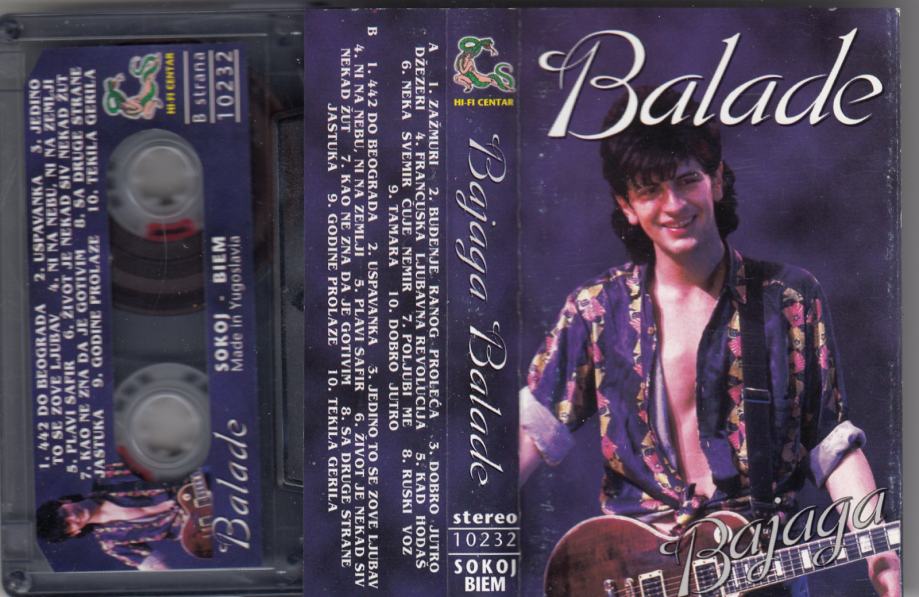 B strana
10232
HI-FI CENTAR
1. 442 DO BEOGRADA 2. USPAVANKA 3. JEDINO
TO SE ZOVE LJUBAV 4. NI NA NEBU, NI NA ZEMLJI
5. PLAVI SAFIR 6. ŽIVOT JE NEKAD SIV NEKAD ŽUT
7. KAO NE ZNA DA JE GOTIVIM 8. SA DRUGE STRANE
JASTUKA 9. GODINE PROLAZE 10. TEKILA GERILA
SOKOJ - BIEM
Made in Yugoslavia
Balade
A 1. ZAŽMURI 2. BUĐENJE RANOG PROLEĆA 3. DOBRO JUTRO
DŽEZERI 4. FRANCUSKA LJUBAVNA REVOLUCIJA 5. KAD HODAŠ
6. NEKA SVEMIR ČUJE NEMIR 7. POLJUBI ME 8. RUSKI VOZ
9. TAMARA 10. DOBRO JUTRO
B 1. 442 DO BEOGRADA 2. USPAVANKA 3. JEDINO TO SE ZOVE LJUBAV
4. NI NA NEBU, NI NA ZEMLJI 5. PLAVI SAFIR 6. ŽIVOT JE NEKAD SIV
NEKAD ŽUT 7. KAO NE ZNA DA JE GOTIVIM 8. SA DRUGE STRANE
JASTUKA 9. GODINE PROLAZE 10. TEKILA GERILA
HI-FI CENTAR
Bajaga Balade
stereo
10232
SOKOJ
BIEM
Balade
Bajaga